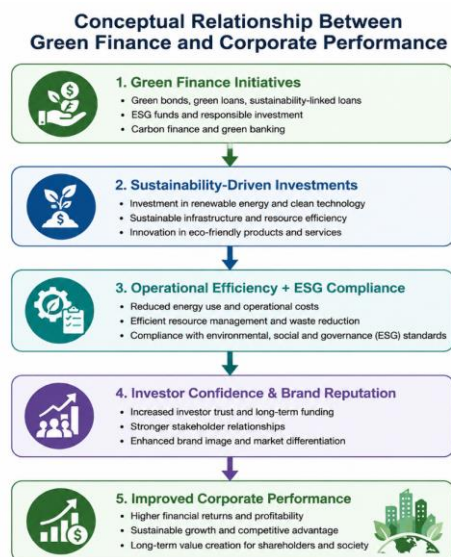 Conceptual Relationship Between
Green Finance and Corporate Performance
1. Green Finance Initiatives
• Green bonds, green loans, sustainability-linked loans
• ESG funds and responsible investment
• Carbon finance and green banking
2. Sustainability-Driven Investments
• Investment in renewable energy and clean technology
• Sustainable infrastructure and resource efficiency
• Innovation in eco-friendly products and services
3. Operational Efficiency + ESG Compliance
• Reduced energy use and operational costs
• Efficient resource management and waste reduction
• Compliance with environmental, social and governance (ESG) standards
4. Investor Confidence & Brand Reputation
• Increased investor trust and long-term funding
• Stronger stakeholder relationships
• Enhanced brand image and market differentiation
5. Improved Corporate Performance
• Higher financial returns and profitability
• Sustainable growth and competitive advantage
• Long-term value creation for shareholders and society